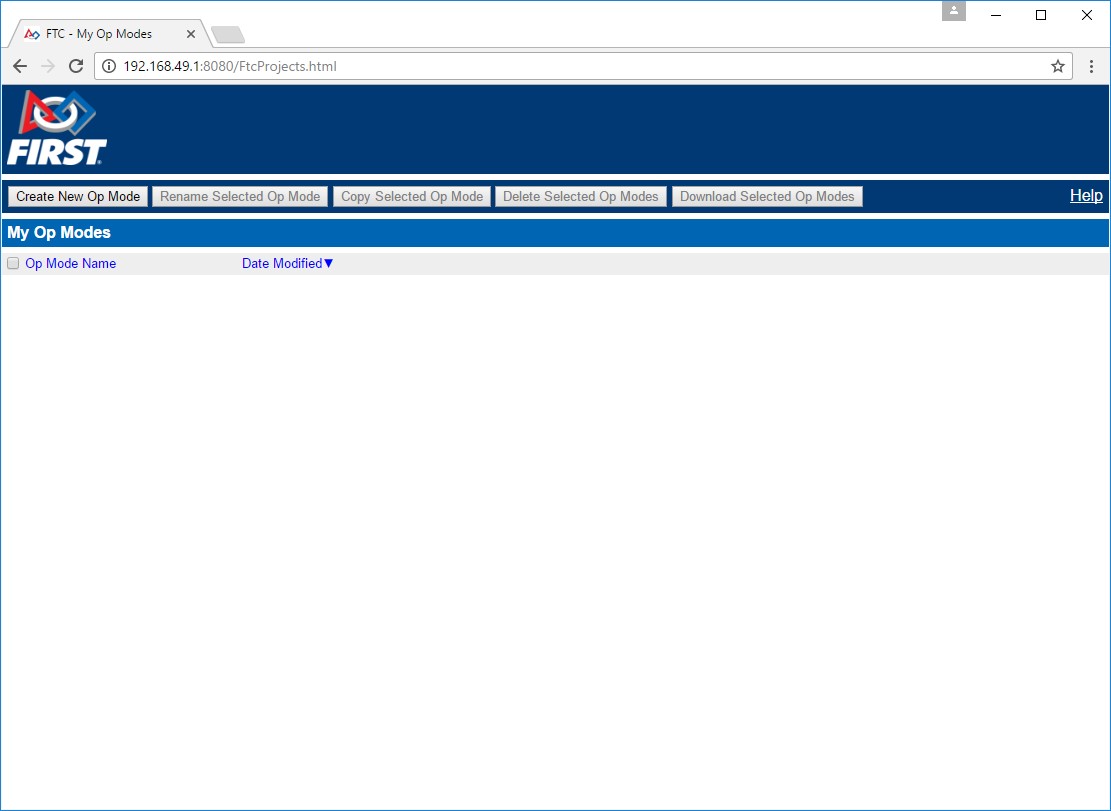 FTC - My Op Modes
192.168.49.1:8080/FtcProjects.html
FIRST
Create New Op Mode Rename Selected Op Mode Copy Selected Op Mode Delete Selected Op Modes Download Selected Op Modes Help
My Op Modes
Op Mode Name Date Modified▼